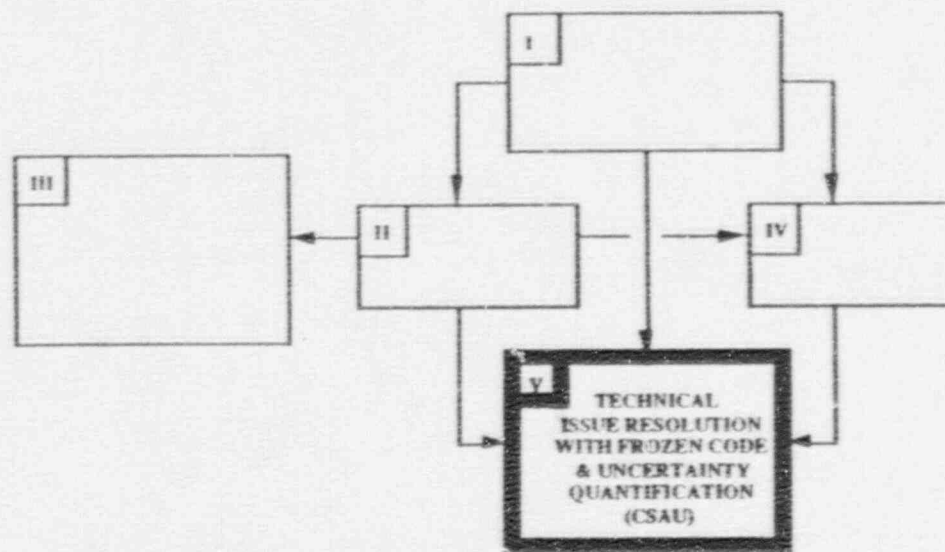 I
III
II
IV
V
TECHNICAL
ISSUE RESOLUTION
WITH FROZEN CODE
& UNCERTAINTY
QUANTIFICATION
(CSAU)